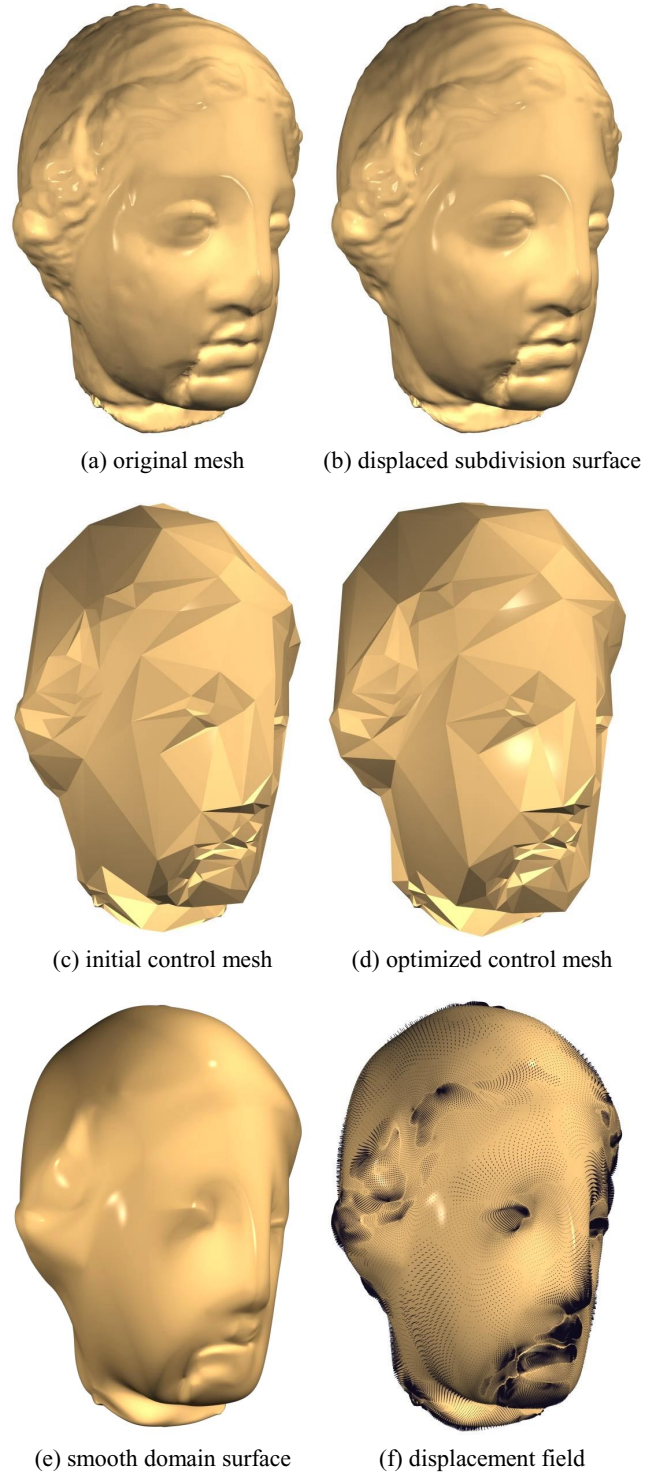 (a) original mesh
(b) displaced subdivision surface
(c) initial control mesh
(d) optimized control mesh
(e) smooth domain surface
(f) displacement field